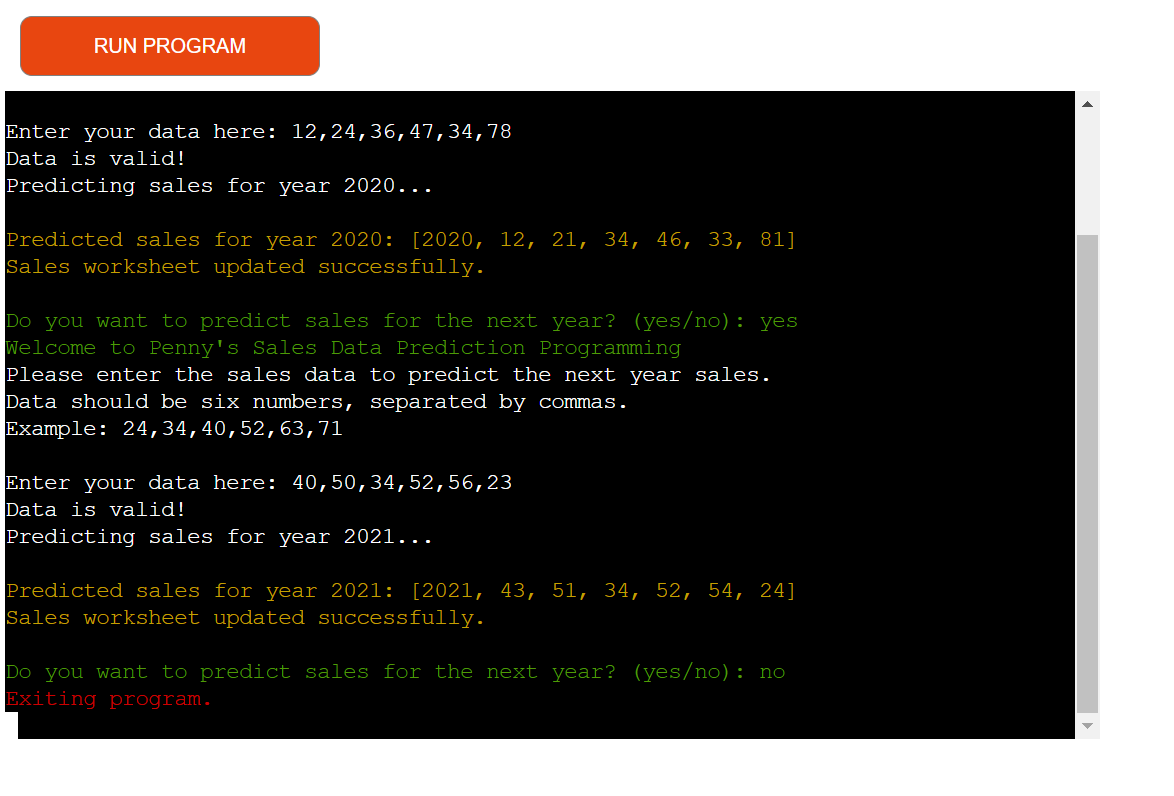 RUN PROGRAM
Enter your data here: 12,24,36,47,34,78
Data is valid!
Predicting sales for year 2020...
Predicted sales for year 2020: [2020, 12, 21, 34, 46, 33, 81]
Sales worksheet updated successfully.
Do you want to predict sales for the next year? (yes/no): yes
Welcome to Penny's Sales Data Prediction Programming
Please enter the sales data to predict the next year sales.
Data should be six numbers, separated by commas.
Example: 24,34,40,52,63,71
Enter your data here: 40,50,34,52,56,23
Data is valid!
Predicting sales for year 2021...
Predicted sales for year 2021: [2021, 43, 51, 34, 52, 54, 24]
Sales worksheet updated successfully.
Do you want to predict sales for the next year? (yes/no): no
Exiting program.